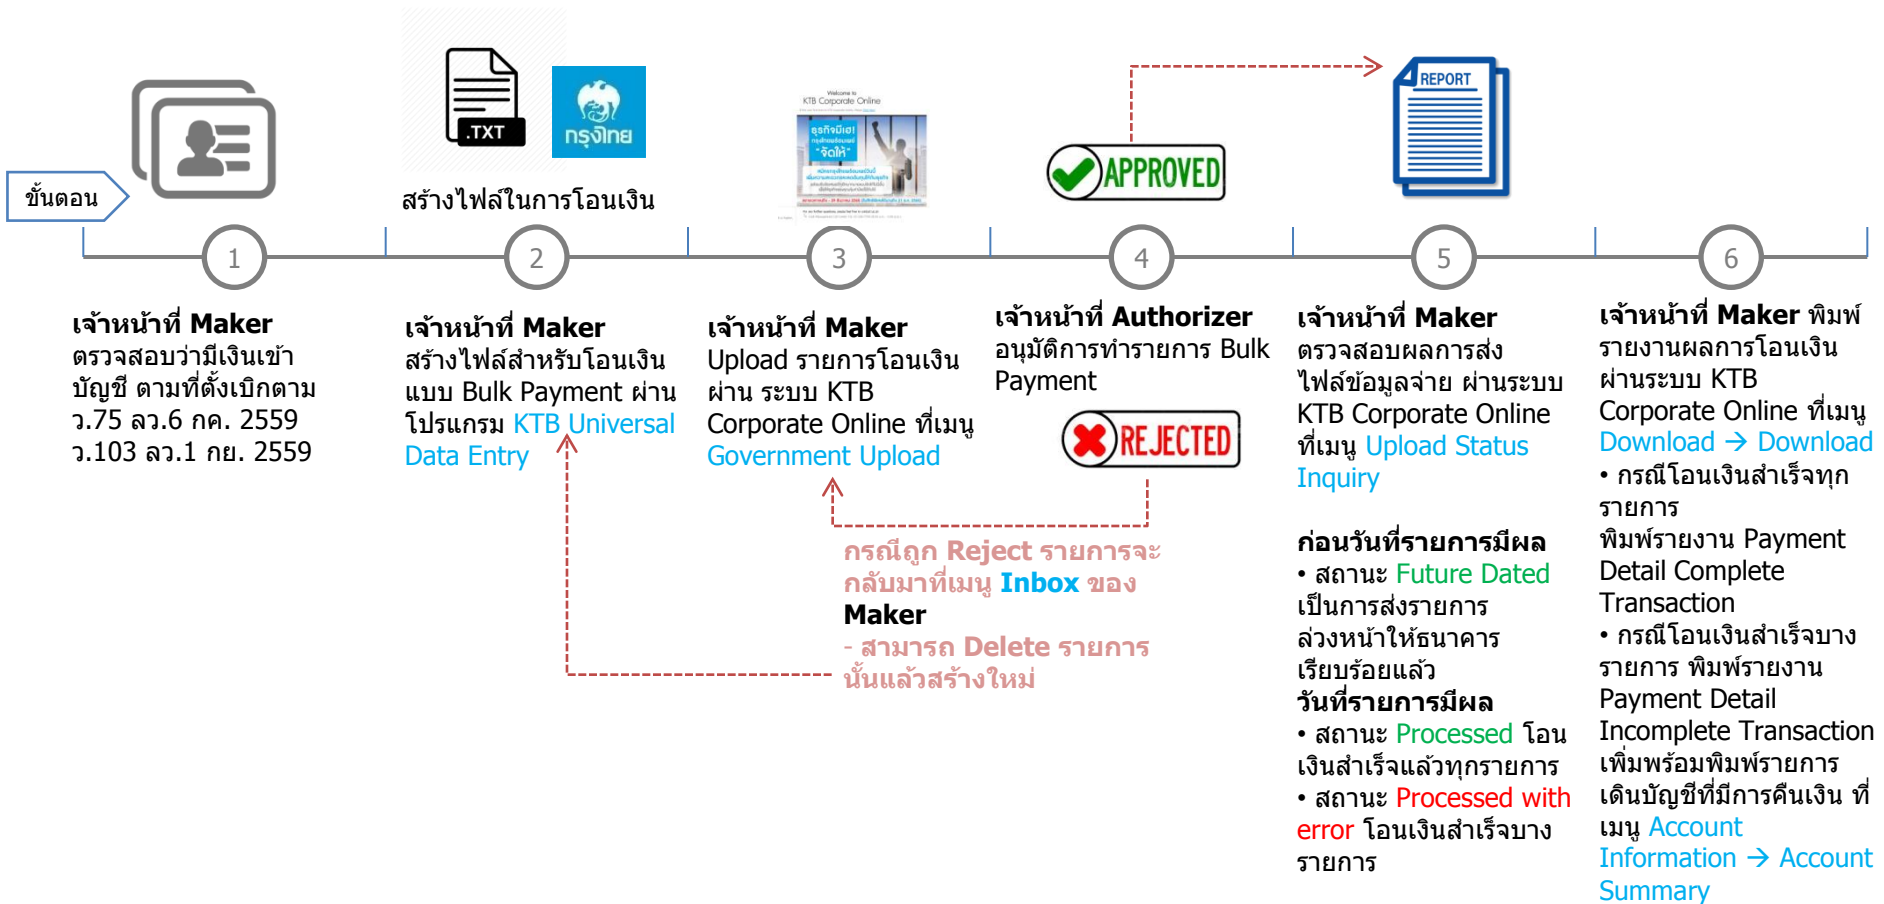 ขั้นตอน
.TXT
กรุงไทย
สร้างไฟล์ในการโอนเงิน
Welcome to
KTB Corporate Online
ธุรกิจมีเฮ!
กรุงไทยพร้อมเพย์
"จัดให้"
APPROVED
REPORT
1
2
3
4
5
6
เจ้าหน้าที่ Maker
ตรวจสอบว่ามีเงินเข้า
บัญชี ตามที่ตั้งเบิกตาม
ว.75 ลว.6 กค. 2559
ว.103 ลว.1 กย. 2559
เจ้าหน้าที่ Maker
สร้างไฟล์สำหรับโอนเงิน
แบบ Bulk Payment ผ่าน
โปรแกรม KTB Universal
Data Entry
เจ้าหน้าที่ Maker
Upload รายการโอนเงิน
ผ่าน ระบบ KTB
Corporate Online ที่เมนู
Government Upload
เจ้าหน้าที่ Authorizer
อนุมัติการทำรายการ Bulk
Payment
REJECTED
กรณีถูก Reject รายการจะ
กลับมาที่เมนู Inbox ของ
Maker
- สามารถ Delete รายการ
นั้นแล้วสร้างใหม่
เจ้าหน้าที่ Maker
ตรวจสอบผลการส่ง
ไฟล์ข้อมูลจ่าย ผ่านระบบ
KTB Corporate Online
ที่เมนู Upload Status
Inquiry
ก่อนวันที่รายการมีผล
• สถานะ Future Dated
เป็นการส่งรายการ
ล่วงหน้าให้ธนาคาร
เรียบร้อยแล้ว
วันที่รายการมีผล
• สถานะ Processed โอน
เงินสำเร็จแล้วทุกรายการ
• สถานะ Processed with
error โอนเงินสำเร็จบาง
รายการ
เจ้าหน้าที่ Maker พิมพ์
รายงานผลการโอนเงิน
ผ่านระบบ KTB
Corporate Online ที่เมนู
Download → Download
• กรณีโอนเงินสำเร็จทุก
รายการ
พิมพ์รายงาน Payment
Detail Complete
Transaction
• กรณีโอนเงินสำเร็จบาง
รายการ พิมพ์รายงาน
Payment Detail
Incomplete Transaction
เพิ่มพร้อมพิมพ์รายการ
เดินบัญชีที่มีการคืนเงิน ที่
เมนู Account
Information → Account
Summary